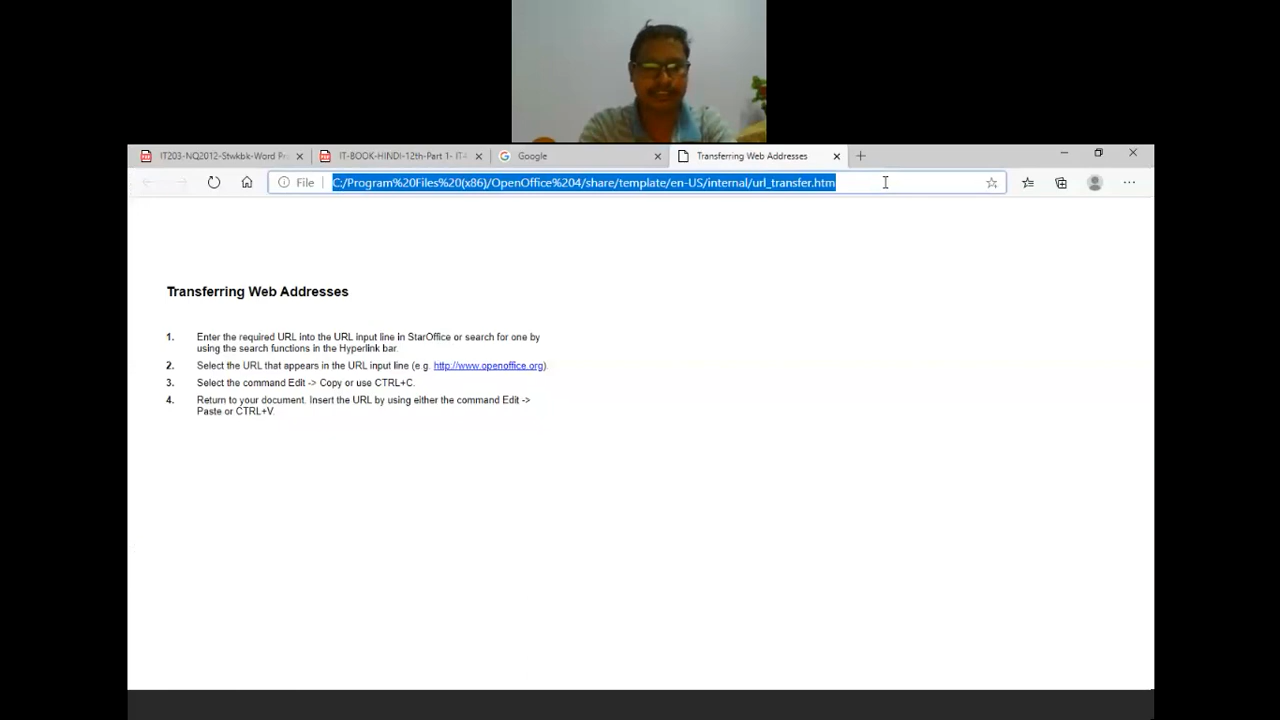 IT203-NQ2012-Stwkbk-Word Pr
IT-BOOK-HINDI-12th-Part 1- IT-
Google
Transferring Web Addresses
File
C:/Program%20Files%20(x86)/OpenOffice%204/share/template/en-US/internal/url_transfer.htm
Transferring Web Addresses
1. Enter the required URL into the URL input line in StarOffice or search for one by
using the search functions in the Hyperlink bar.
2. Select the URL that appears in the URL input line (e.g. http://www.openoffice.org).
3. Select the command Edit -> Copy or use CTRL+C.
4. Return to your document. Insert the URL by using either the command Edit ->
Paste or CTRL+V.